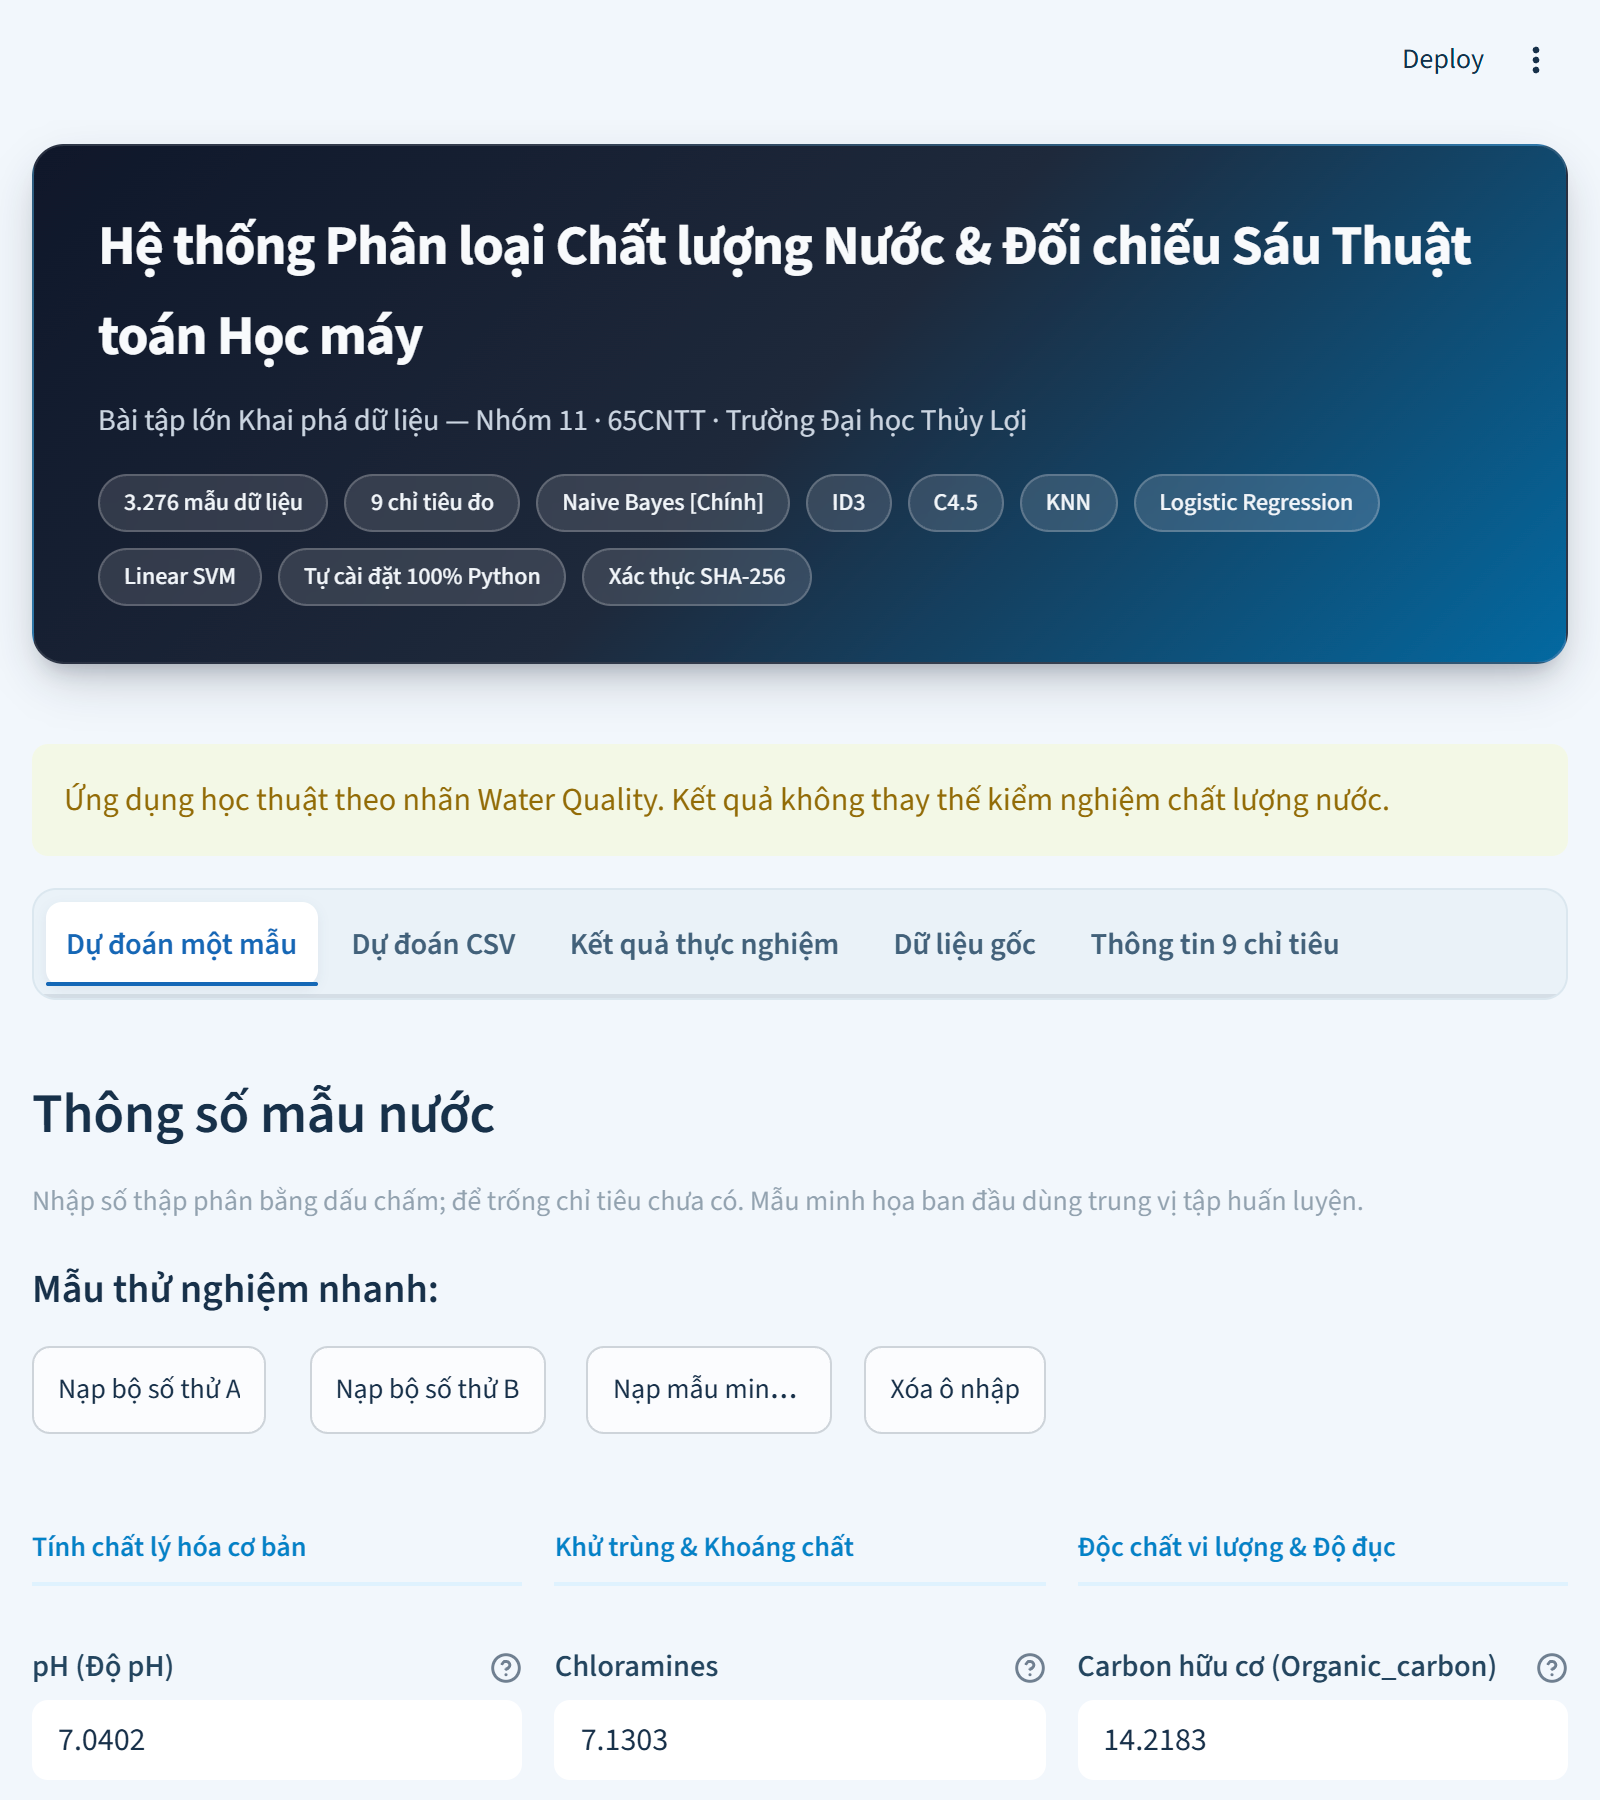 Deploy
Hệ thống Phân loại Chất lượng Nước & Đối chiếu Sáu Thuật
toán Học máy
Bài tập lớn Khai phá dữ liệu — Nhóm 11 · 65CNTT · Trường Đại học Thủy Lợi
3.276 mẫu dữ liệu 9 chỉ tiêu đo Naive Bayes [Chính] ID3 C4.5 KNN Logistic Regression
Linear SVM Tự cài đặt 100% Python Xác thực SHA-256
Ứng dụng học thuật theo nhãn Water Quality. Kết quả không thay thế kiểm nghiệm chất lượng nước.
Dự đoán một mẫu Dự đoán CSV Kết quả thực nghiệm Dữ liệu gốc Thông tin 9 chỉ tiêu
Thông số mẫu nước
Nhập số thập phân bằng dấu chấm; để trống chỉ tiêu chưa có. Mẫu minh họa ban đầu dùng trung vị tập huấn luyện.
Mẫu thử nghiệm nhanh:
Nạp bộ số thử A Nạp bộ số thử B Nạp mẫu min... Xóa ô nhập
Tính chất lý hóa cơ bản Khử trùng & Khoáng chất Độc chất vi lượng & Độ đục
pH (Độ pH) Chloramines Carbon hữu cơ (Organic_carbon)
7.0402 7.1303 14.2183